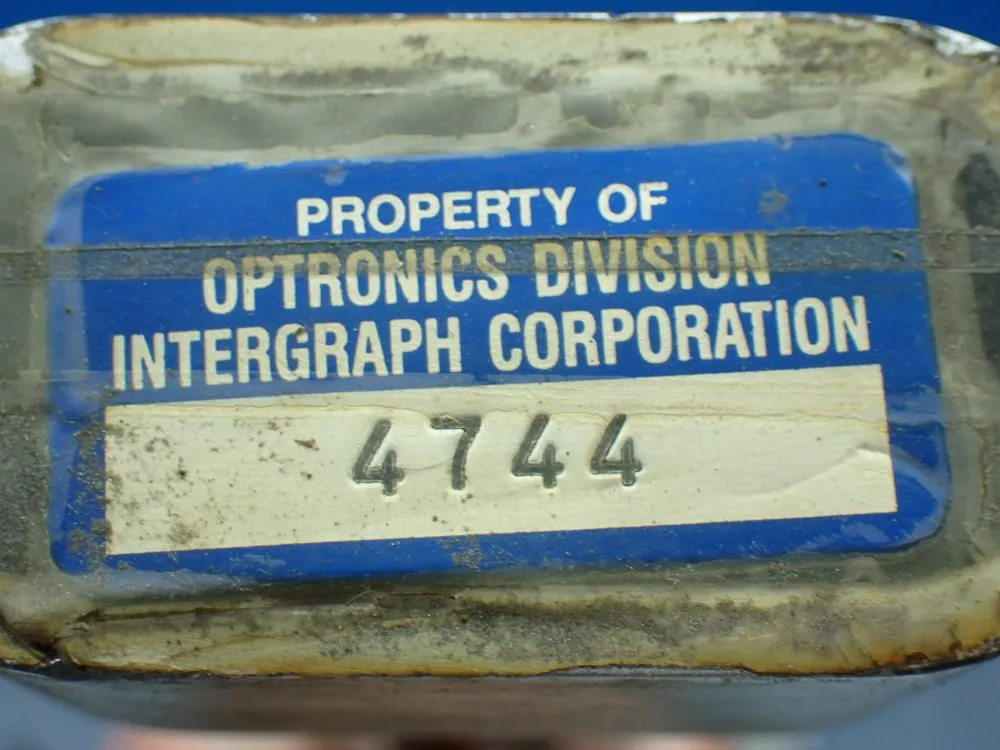 PROPERTY OF
OPTRONICS DIVISION
INTERGRAPH CORPORATION
4744